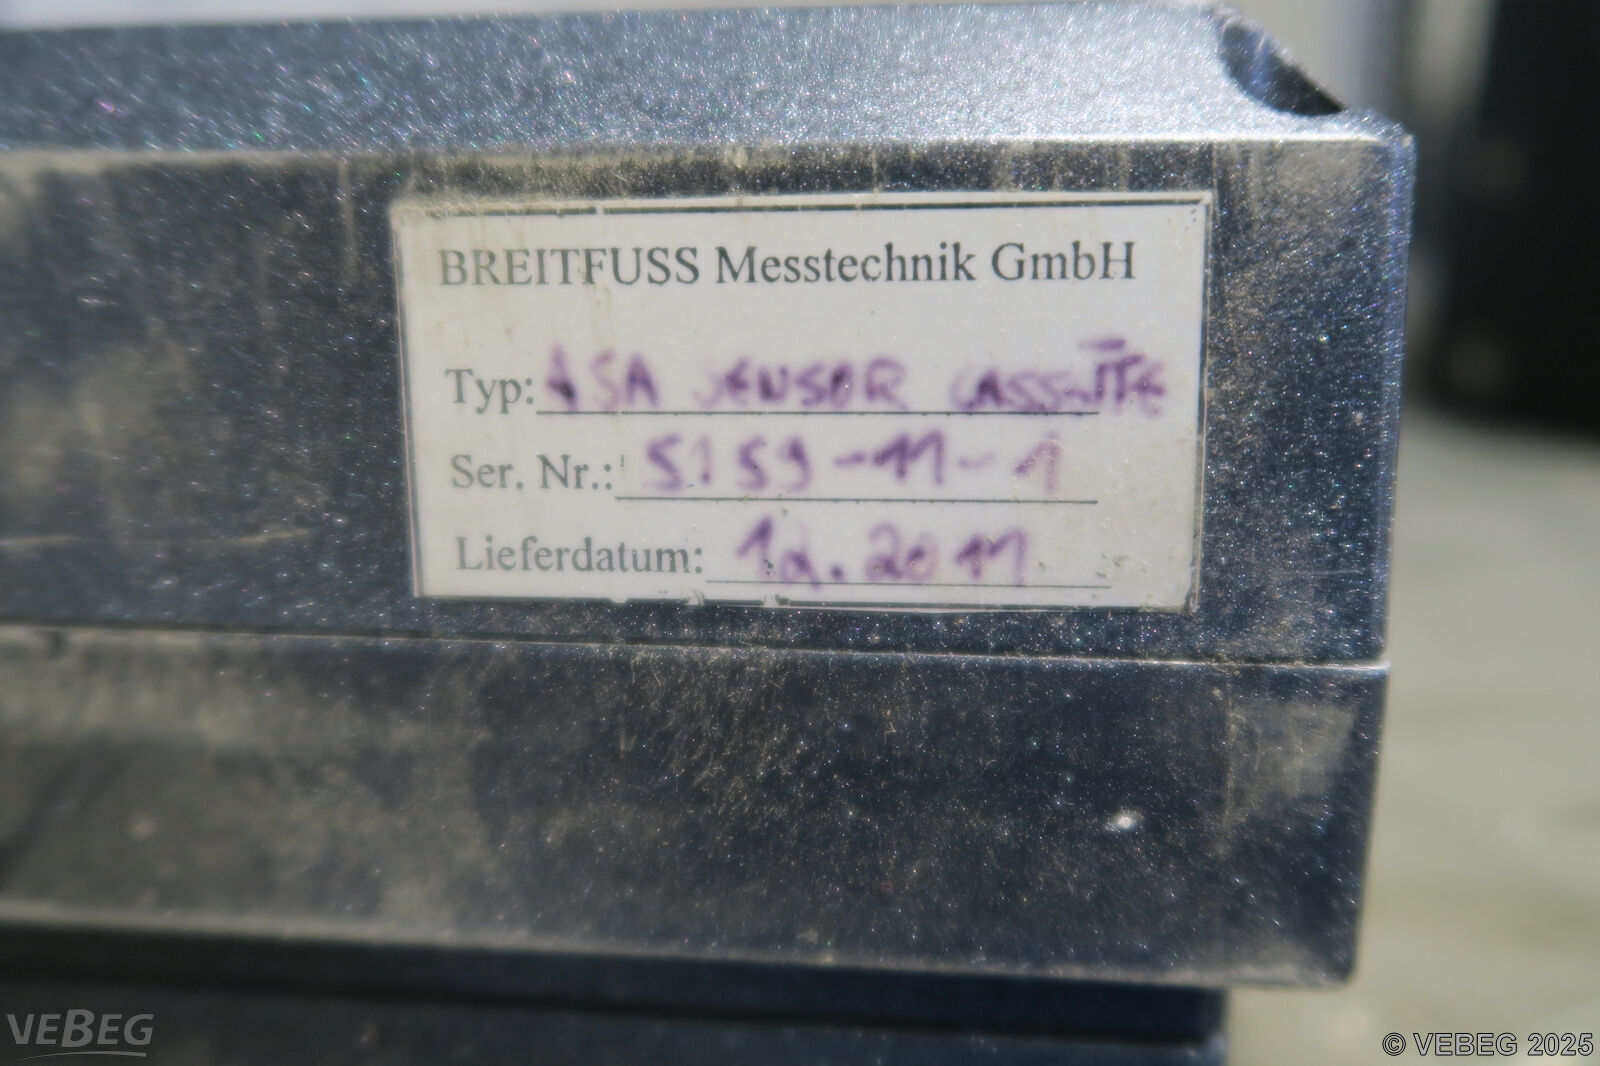 BREITFUSS Messtechnik GmbH
Typ: ASA SENSOR CASSETTE
Ser. Nr.: 5159-11-1
Lieferdatum: 12.2011
VEBEG
© VEBEG 2025